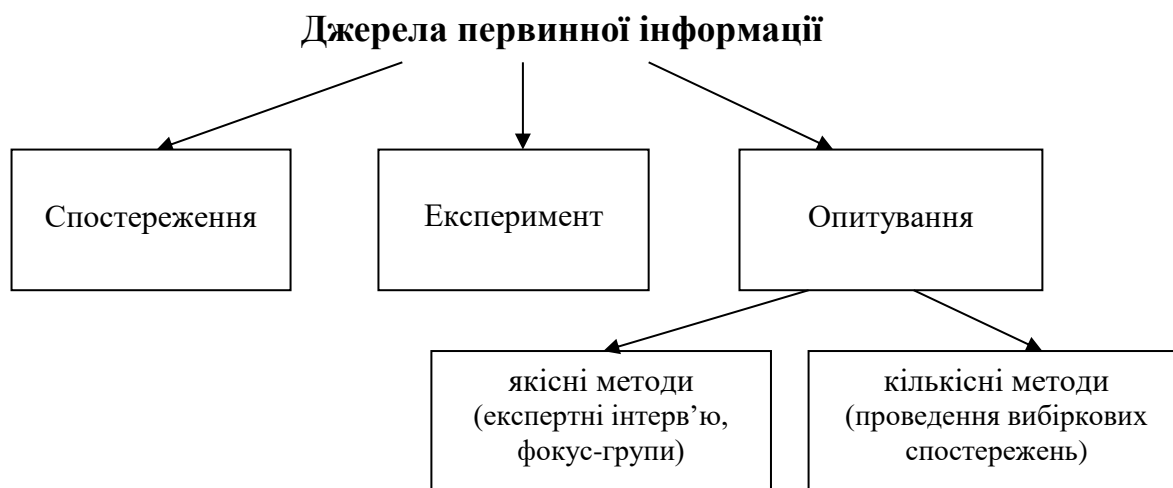 Джерела первинної інформації
Спостереження
Експеримент
Опитування
якісні методи
(експертні інтерв’ю,
фокус-групи)
кількісні методи
(проведення вибіркових
спостережень)